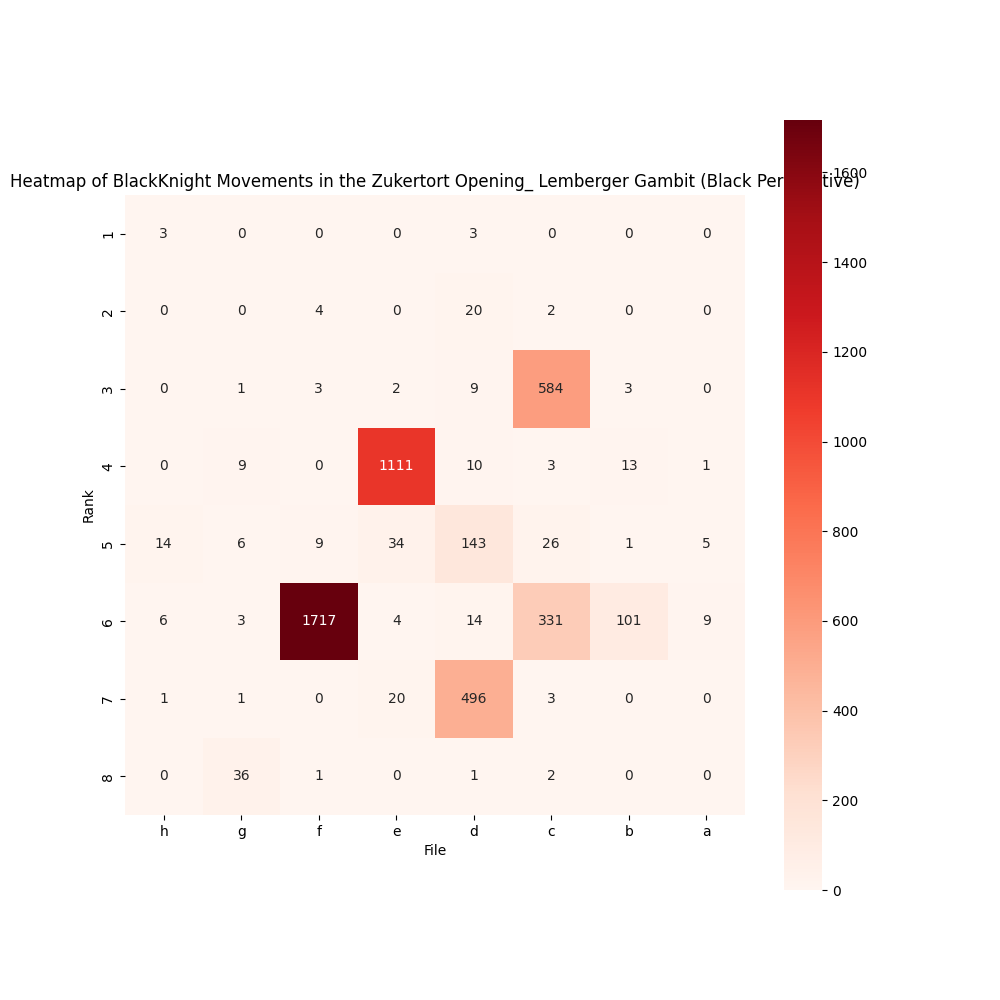 Heatmap of BlackKnight Movements in the Zukertort Opening_ Lemberger Gambit (Black Per tive)
1600
1 3 0 0 0 3 0 0 0
1400
2 0 0 4 0 20 2 0 0
1200
3 0 1 3 2 9 584 3 0
1000
4 0 9 0 1111 10 3 13 1
Rank
800
5 14 6 9 34 143 26 1 5
600
6 6 3 1717 4 14 331 101 9
400
7 1 1 0 20 496 3 0 0
200
8 0 36 1 0 1 2 0 0
h g f e d c b a
File
0